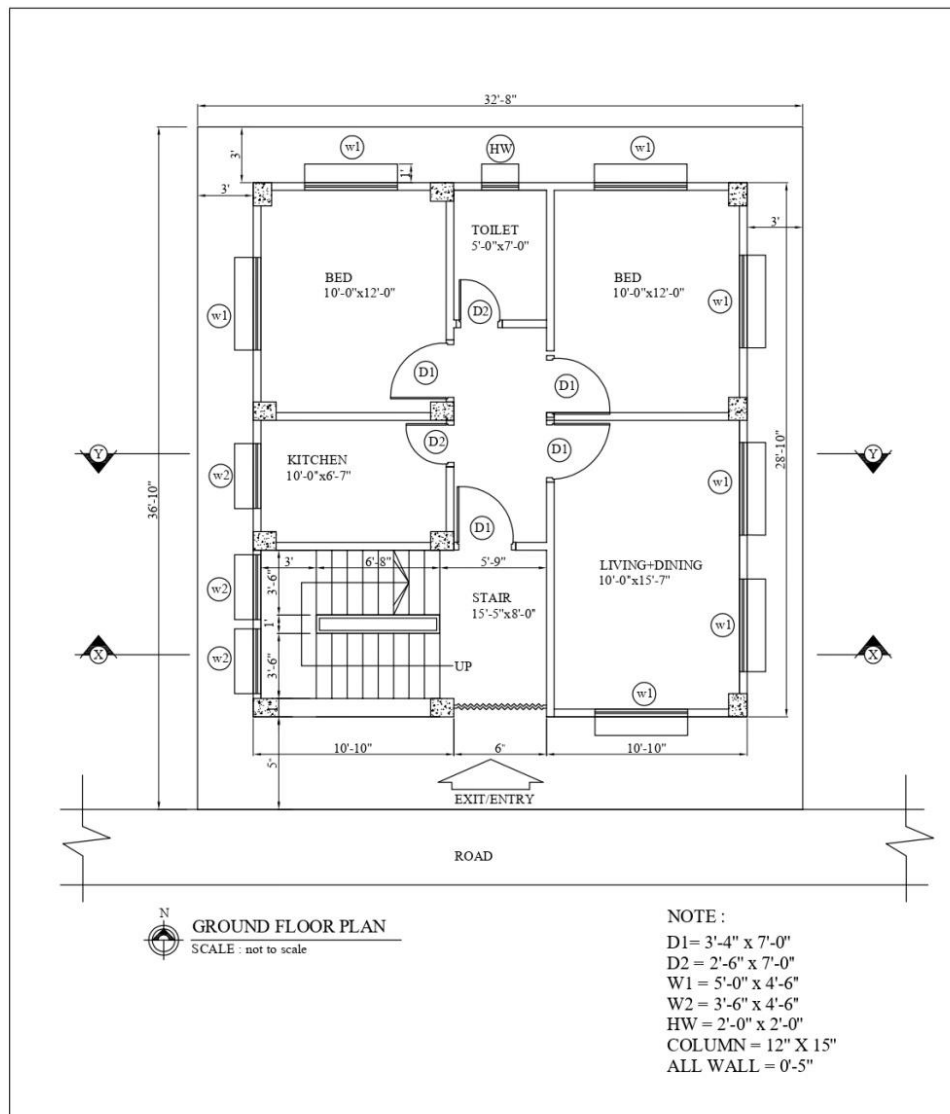 32'-8"
w1
HW
w1
3'
1'
3'
3'
TOILET
5'-0"x7'-0"
BED
10'-0"x12'-0"
BED
10'-0"x12'-0"
w1
w1
D2
D1
D1
D2
D1
Y
Y
KITCHEN
10'-0"x6'-7"
28'-10"
36'-10"
w2
w1
D1
3'
6'-8"
5'-9"
LIVING+DINING
10'-0"x15'-7"
3'-6"
w2
STAIR
15'-5"x8'-0"
1'
w1
X
X
w2
3'-6"
UP
w1
10'-10"
6'
10'-10"
5'
EXIT/ENTRY
ROAD
N
GROUND FLOOR PLAN
SCALE : not to scale
NOTE :
D1= 3'-4" x 7'-0"
D2 = 2'-6" x 7'-0"
W1 = 5'-0" x 4'-6"
W2 = 3'-6" x 4'-6"
HW = 2'-0" x 2'-0"
COLUMN = 12" X 15"
ALL WALL = 0'-5"